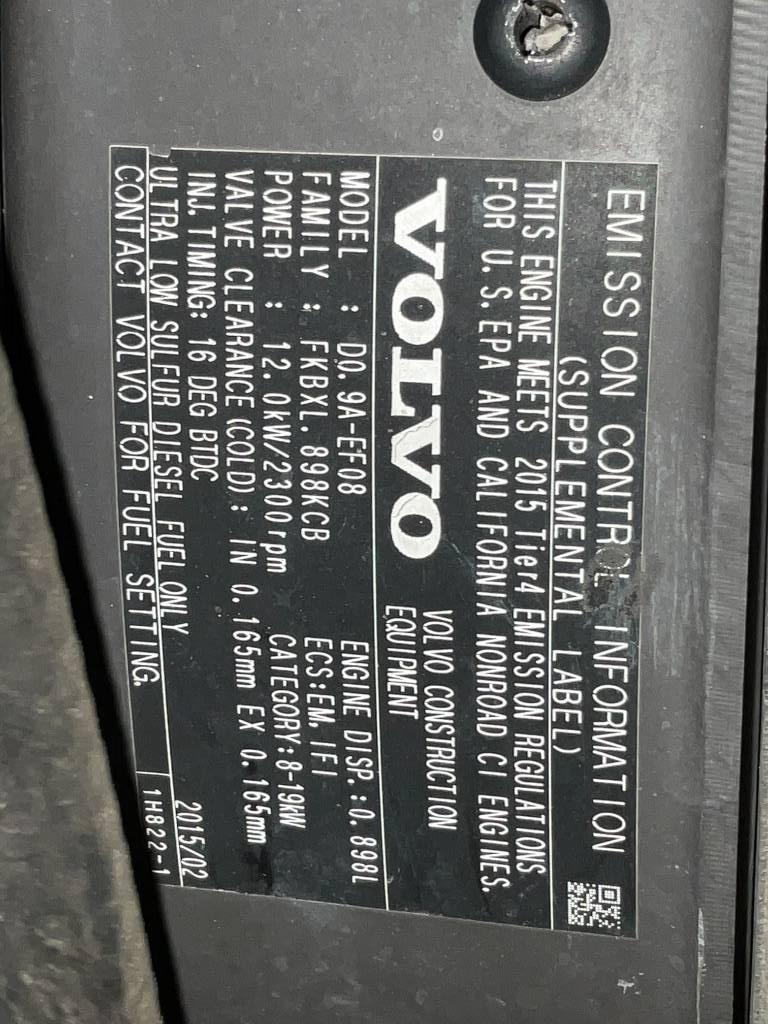 EMISSION CONTROL INFORMATION
(SUPPLEMENTAL LABEL)
THIS ENGINE MEETS 2015 Tier4 EMISSION REGULATIONS
FOR U.S.EPA AND CALIFORNIA NONROAD CI ENGINES.
VOLVO VOLVO CONSTRUCTION
EQUIPMENT
MODEL : D0.9A-EF08 ENGINE DISP.:0.898L
FAMILY : FKBXL.898KCB ECS:EM,IFI
POWER : 12.0kW/2300rpm CATEGORY:8-19kW
VALVE CLEARANCE(COLD): IN 0.165mm EX 0.165mm
INJ.TIMING: 16 DEG BTDC
ULTRA LOW SULFUR DIESEL FUEL ONLY 2015/02
CONTACT VOLVO FOR FUEL SETTING. 1H822-1